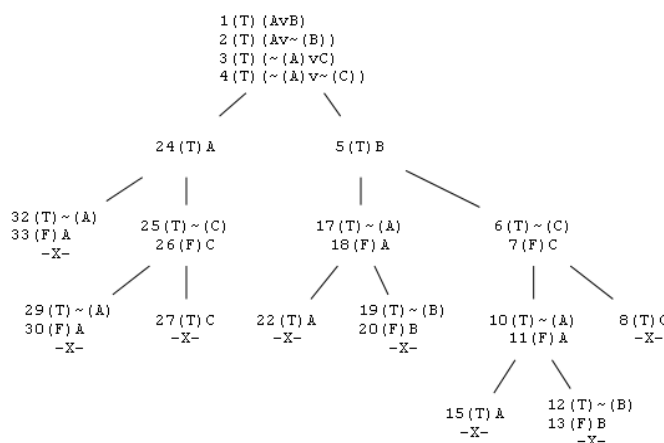 1(T)(AvB)
2(T)(Av~(B))
3(T)(~(A)vC)
4(T)(~(A)v~(C))
24(T)A
5(T)B
32(T)~(A)
33(F)A
-X-
25(T)~(C)
26(F)C
17(T)~(A)
18(F)A
6(T)~(C)
7(F)C
29(T)~(A)
30(F)A
-X-
27(T)C
-X-
22(T)A
-X-
19(T)~(B)
20(F)B
-X-
10(T)~(A)
11(F)A
8(T)C
-X-
15(T)A
-X-
12(T)~(B)
13(F)B
-X-